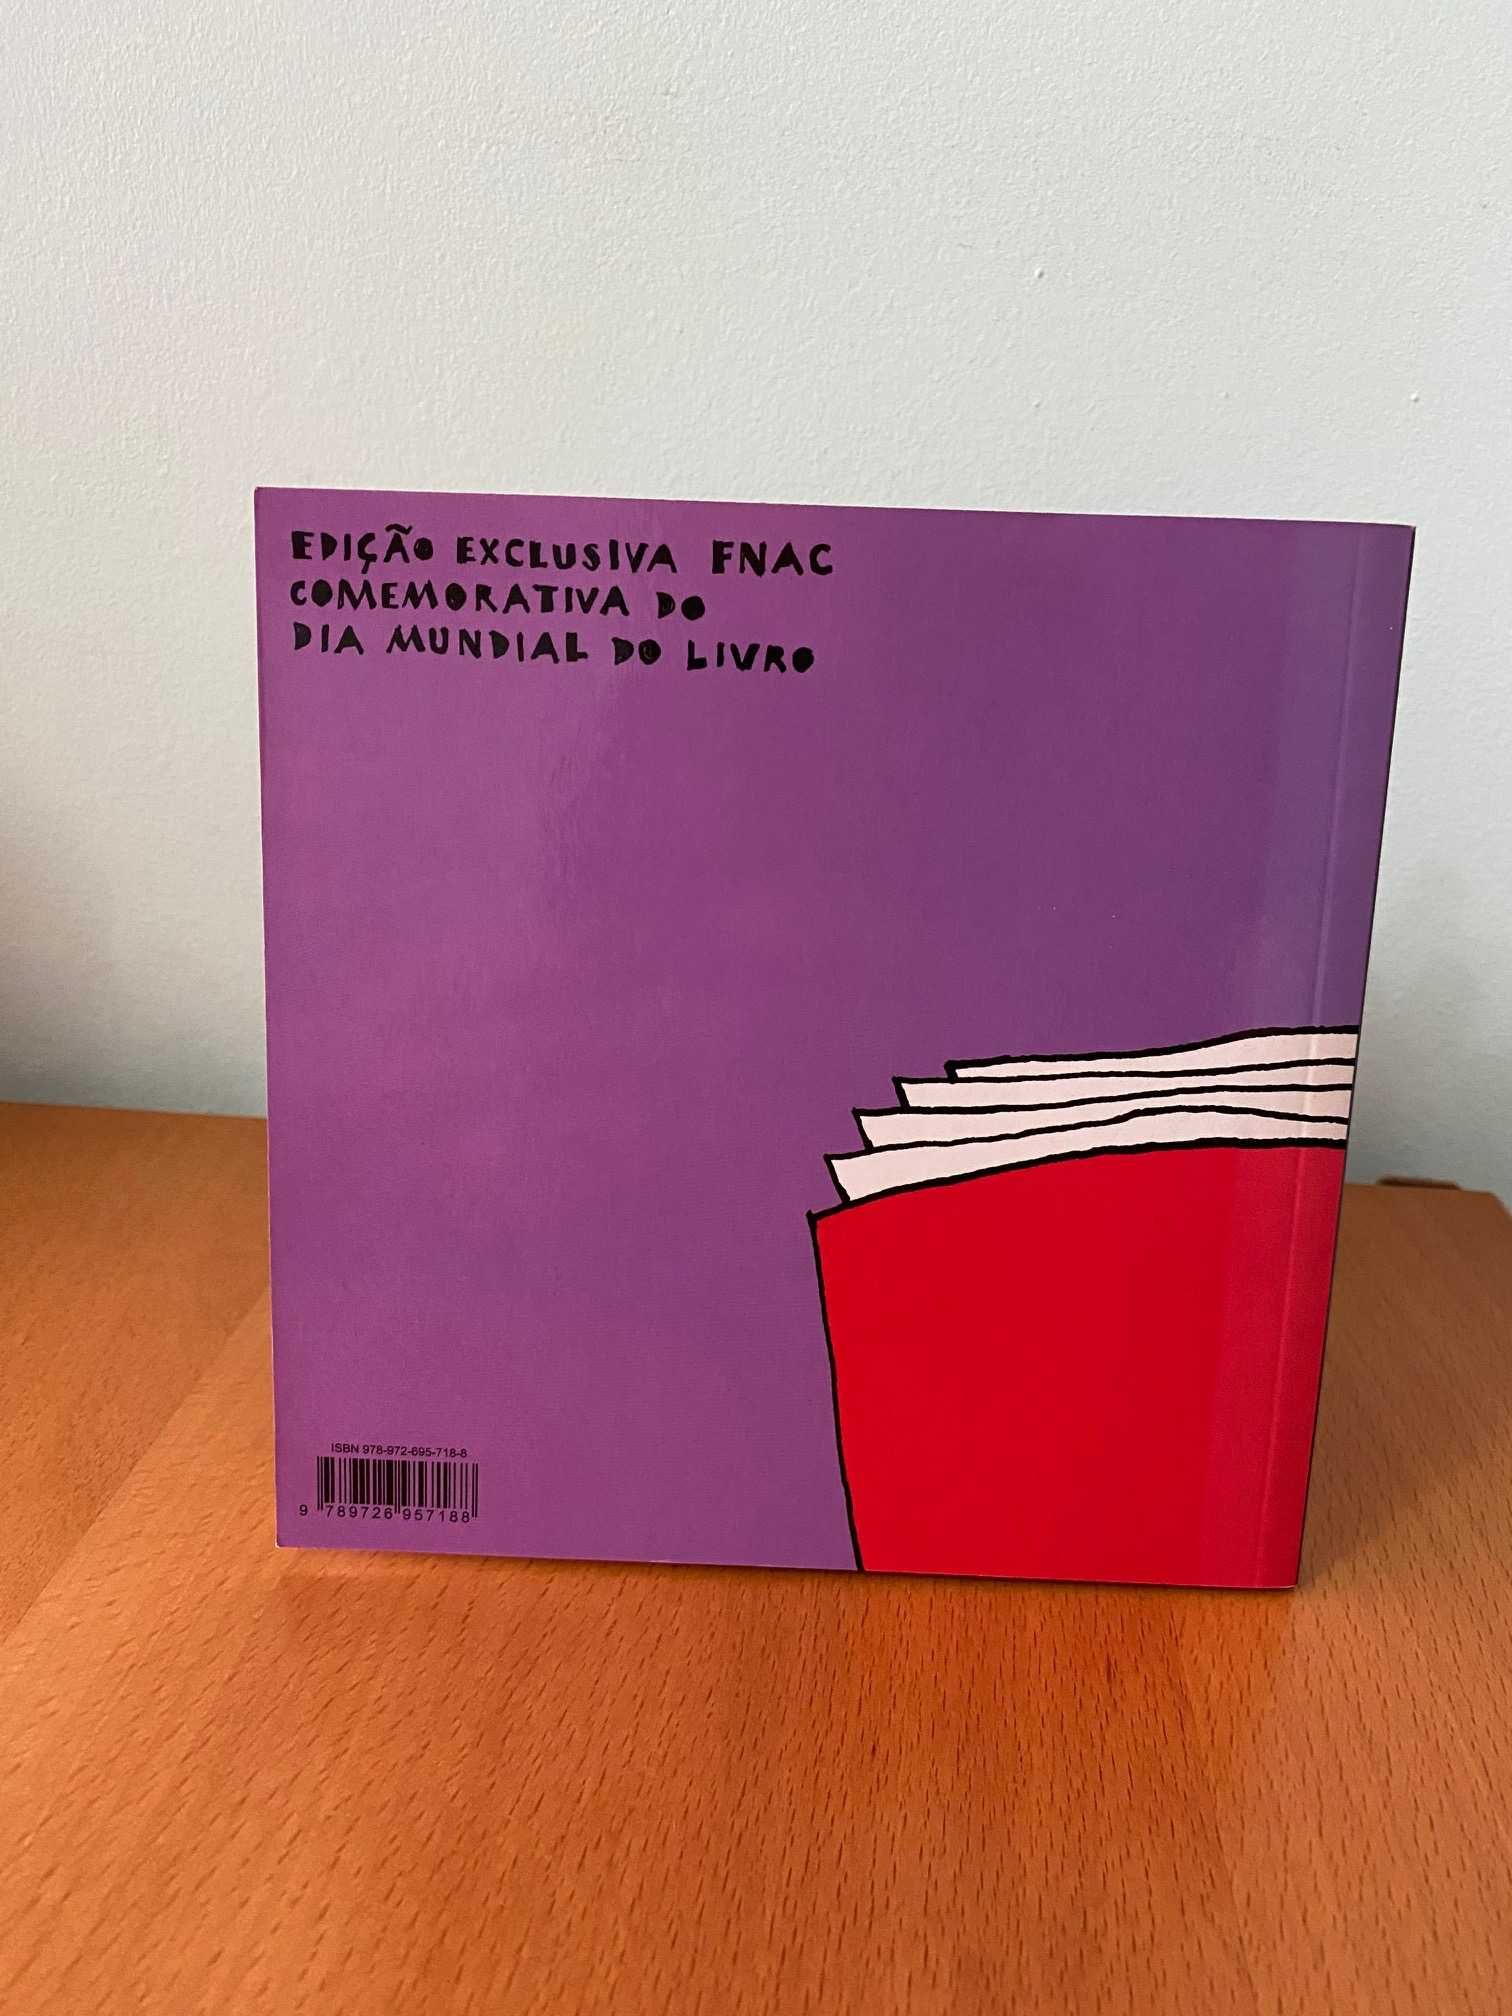 EDIÇÃO EXCLUSIVA FNAC
COMEMORATIVA DO
DIA MUNDIAL DO LIVRO
ISBN 978-972-695-718-8
9 789726 957188